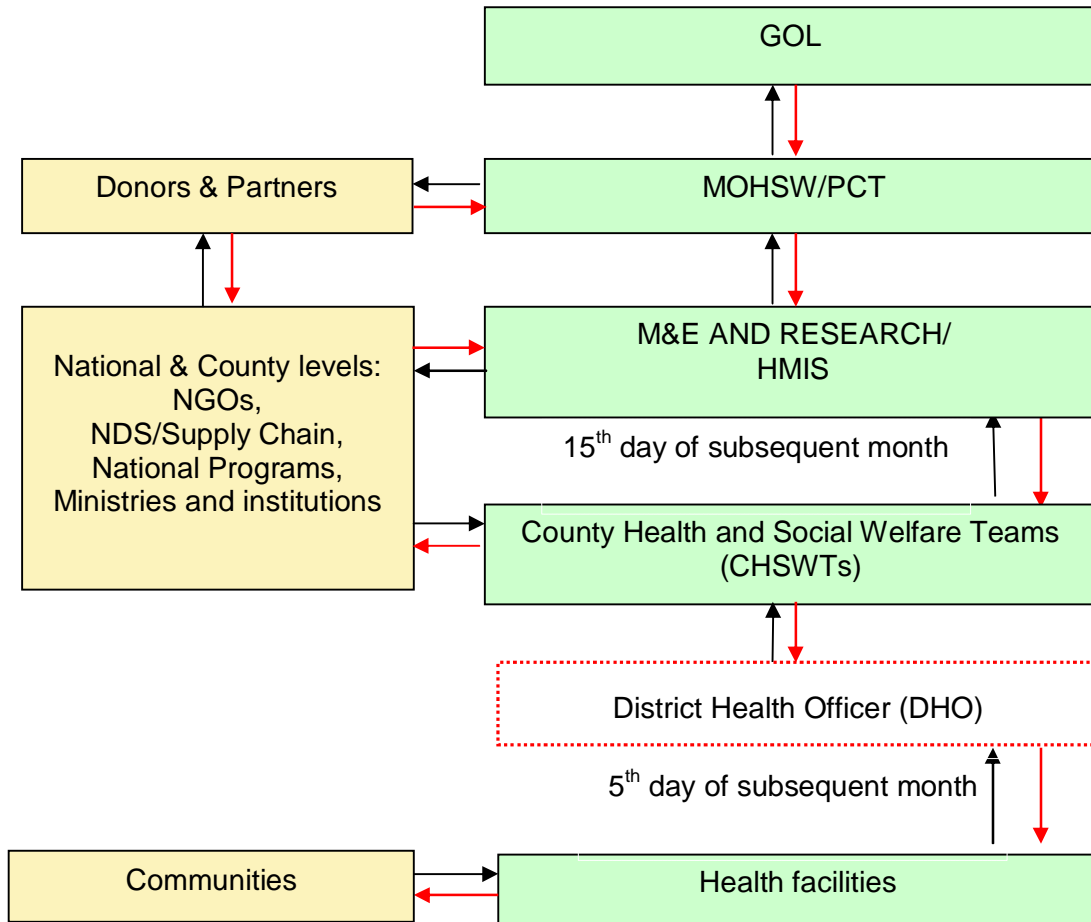 GOL
Donors & Partners
MOHSW/PCT
National & County levels:
NGOs,
NDS/Supply Chain,
National Programs,
Ministries and institutions
M&E AND RESEARCH/
HMIS
15th day of subsequent month
County Health and Social Welfare Teams
(CHSWTs)
District Health Officer (DHO)
5th day of subsequent month
Communities
Health facilities